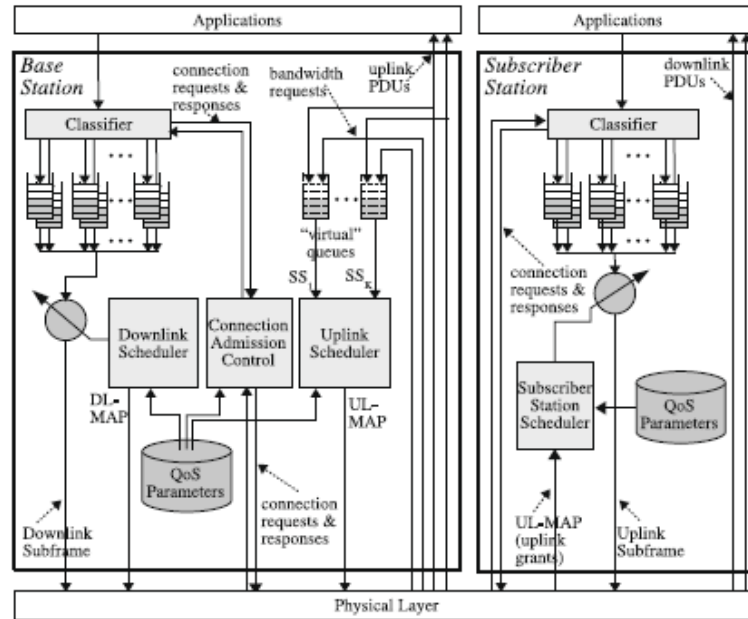 Applications
Applications
Base
Station
connection
requests &
responses
bandwidth
requests
uplink
PDUs
Classifier
...
...
...
"virtual"
queues
SS1
SSK
Downlink
Scheduler
Connection
Admission
Control
Uplink
Scheduler
DL-
MAP
UL-
MAP
QoS
Parameters
connection
requests &
responses
Downlink
Subframe
Subscriber
Station
downlink
PDUs
Classifier
...
...
connection
requests &
responses
Subscriber
Station
Scheduler
QoS
Parameters
UL-MAP
(uplink
grants)
Uplink
Subframe
Physical Layer